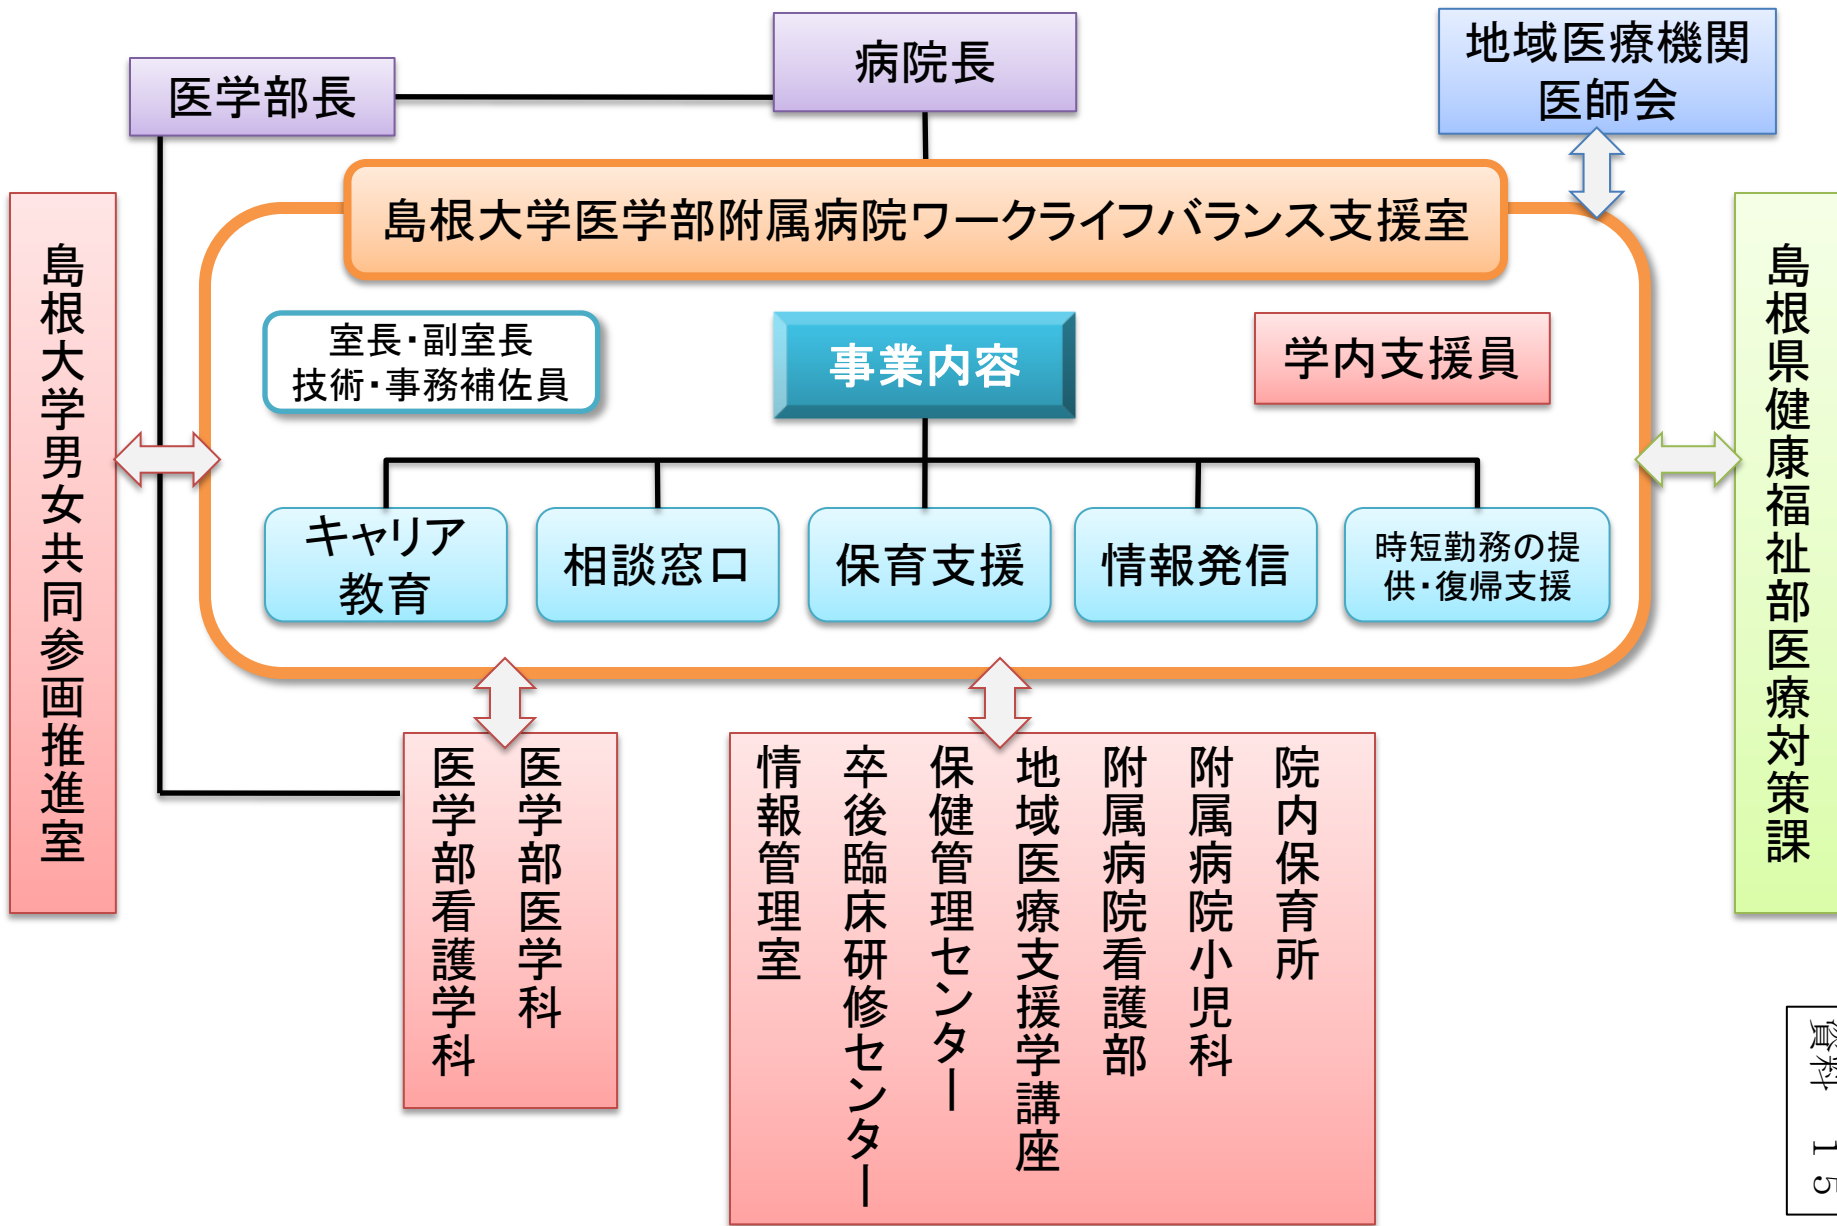 医学部長
病院長
地域医療機関
医師会
島根大学医学部附属病院ワークライフバランス支援室
島根大学男女共同参画推進室
室長・副室長
技術・事務補佐員
事業内容
学内支援員
島根県健康福祉部医療対策課
キャリア
教育
相談窓口
保育支援
情報発信
時短勤務の提
供・復帰支援
医学部医学科
医学部看護学科
院内保育所
附属病院小児科
附属病院看護部
地域医療支援学講座
保健管理センター
卒後臨床研修センター
情報管理室
資料 15